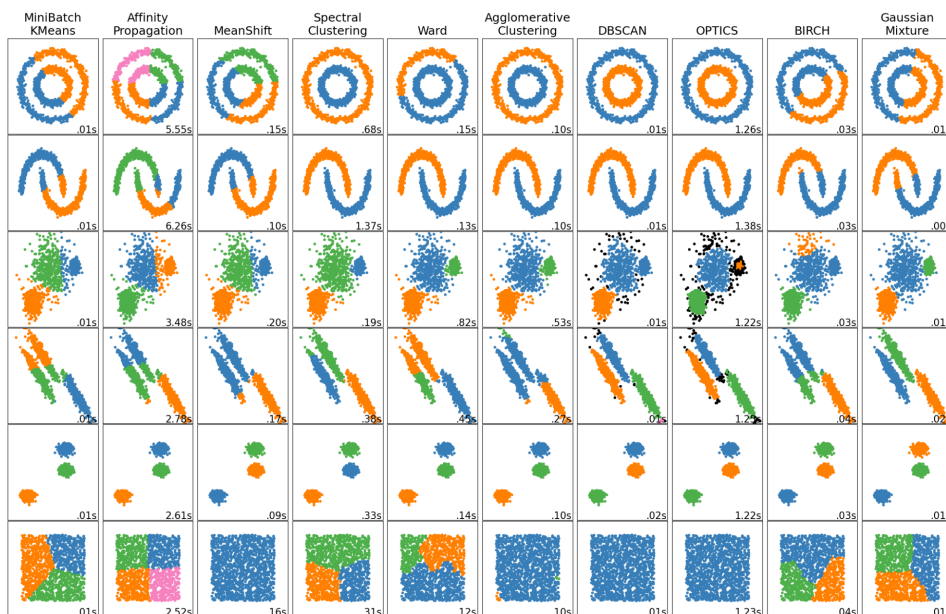 MiniBatch KMeans
Affinity Propagation
MeanShift
Spectral Clustering
Ward
Agglomerative Clustering
DBSCAN
OPTICS
BIRCH
Gaussian Mixture
.01s 5.55s .15s .68s .15s .10s .01s 1.26s .03s .01
.01s 6.26s .10s 1.37s .13s .10s .01s 1.38s .03s .00
.01s 3.48s .20s .19s .82s .53s .01s 1.22s .03s .01
.01s 2.78s .17s .38s .45s .27s .01s .04s .02
.01s 2.61s .09s .33s .14s .10s .02s 1.22s .03s .01
01s 2.52s 16s 31s 12s 10s 01s 1.23s 04s .01